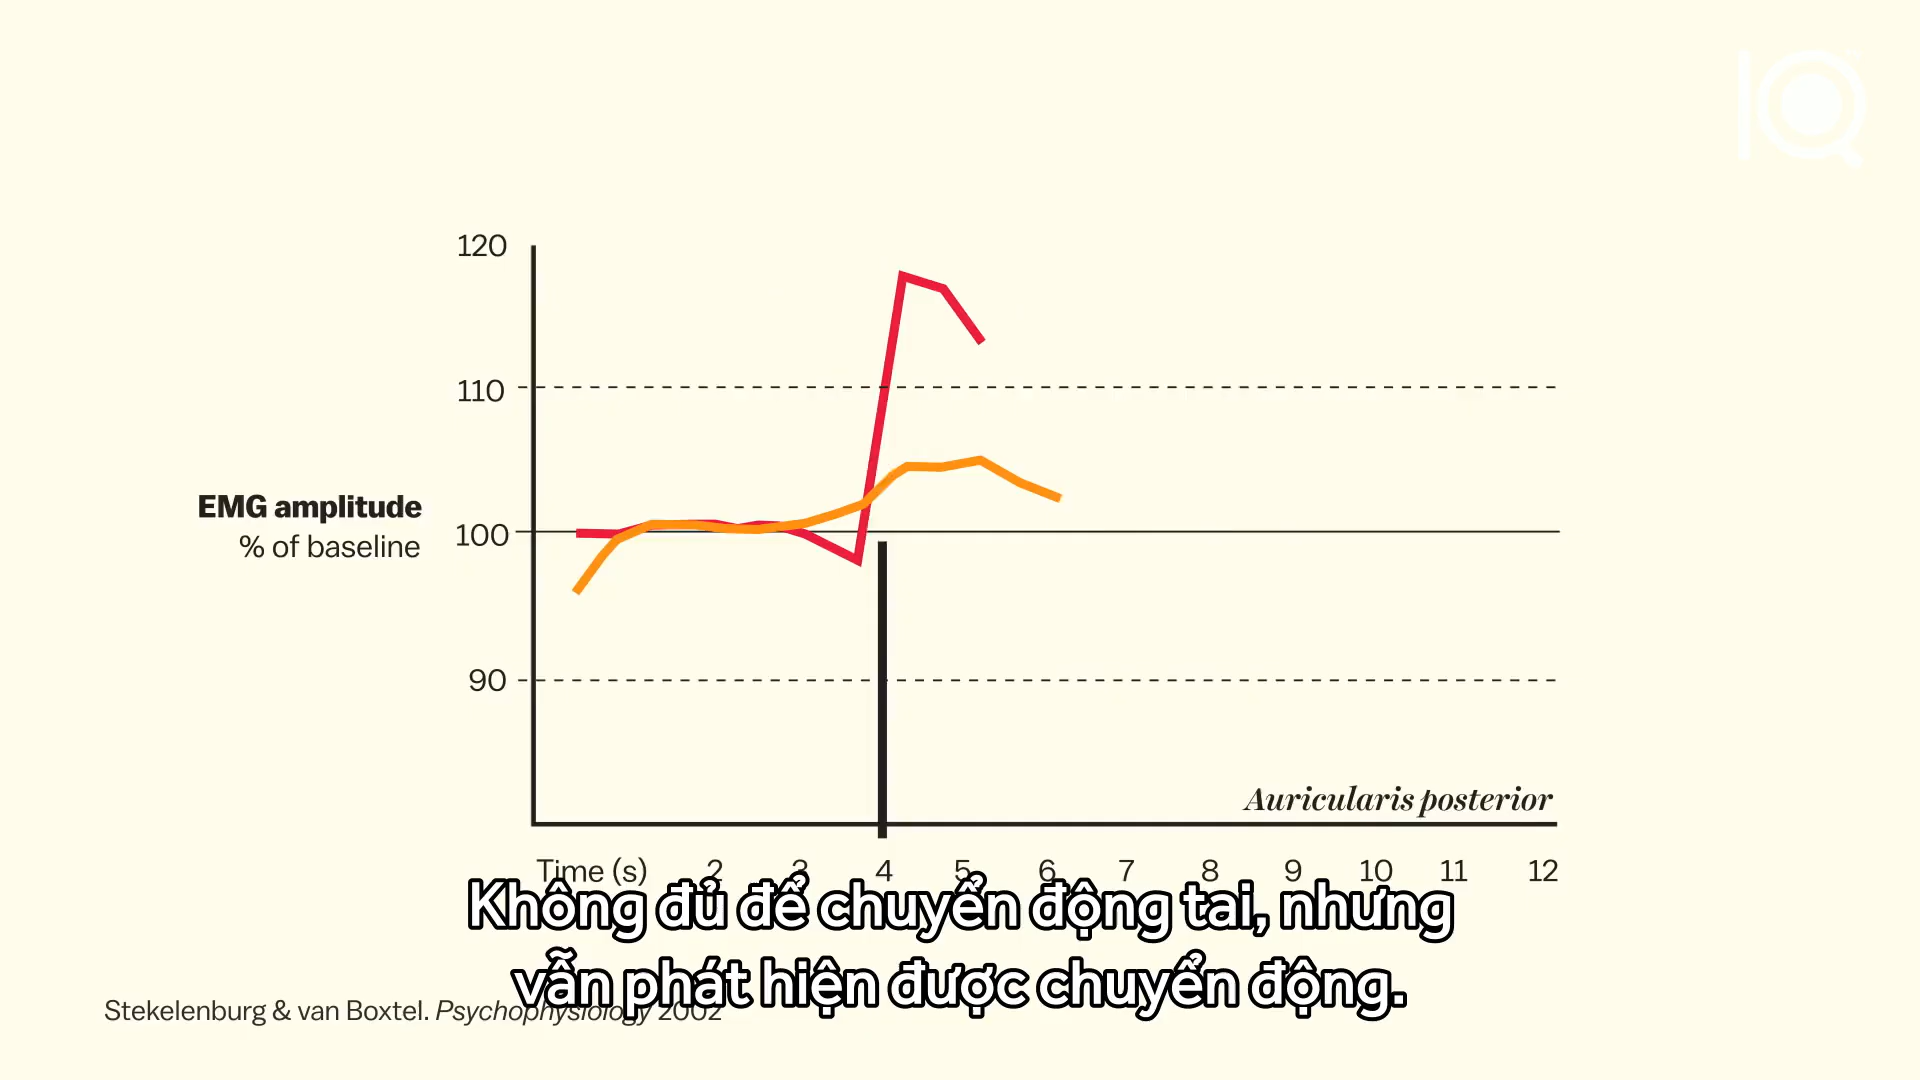 IQ
120
110
EMG amplitude
% of baseline
100
90
Auricularis posterior
Time (s) 2 3 4 5 6 7 8 9 10 11 12
Không đủ để chuyển động tai, nhưng
vẫn phát hiện được chuyển động.
Stekelenburg & van Boxtel. Psychophysiology 2002